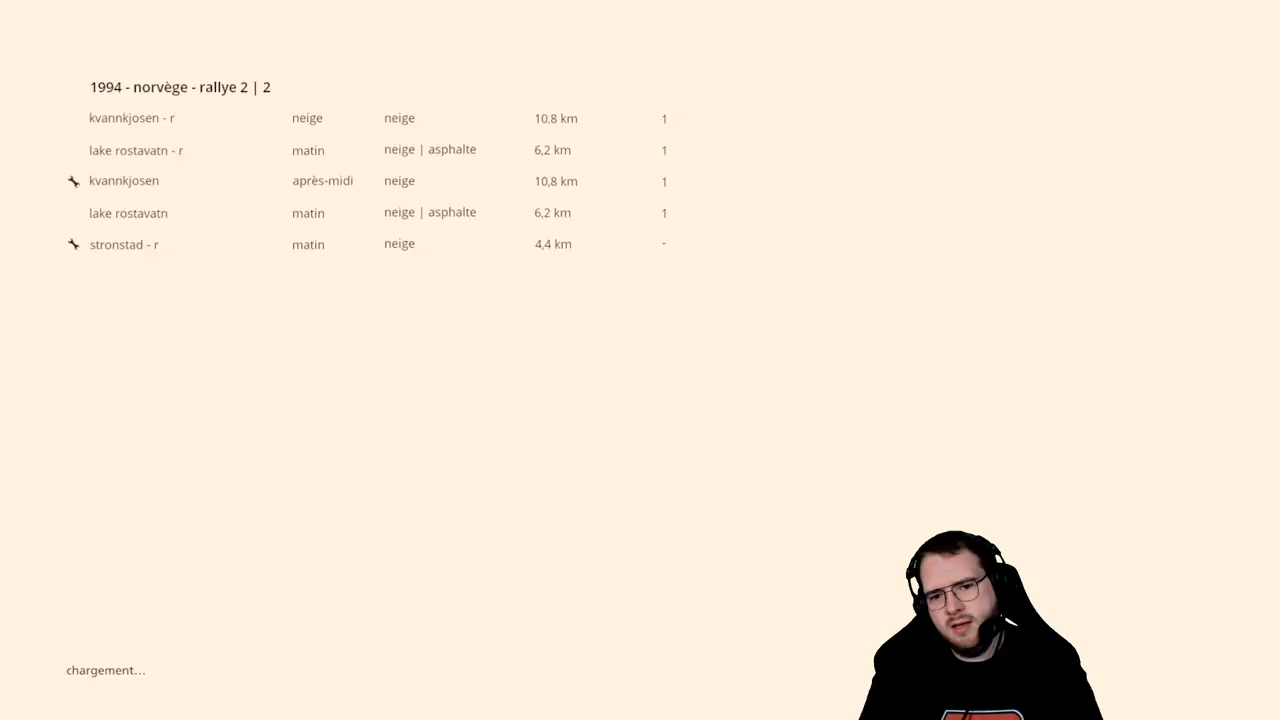 1994 - norvège - rallye 2 | 2
kvannkjosen - r neige neige 10,8 km 1
lake rostavatn - r matin neige | asphalte 6,2 km 1
kvannkjosen après-midi neige 10,8 km 1
lake rostavatn matin neige | asphalte 6,2 km 1
stronstad - r matin neige 4,4 km -
chargement...